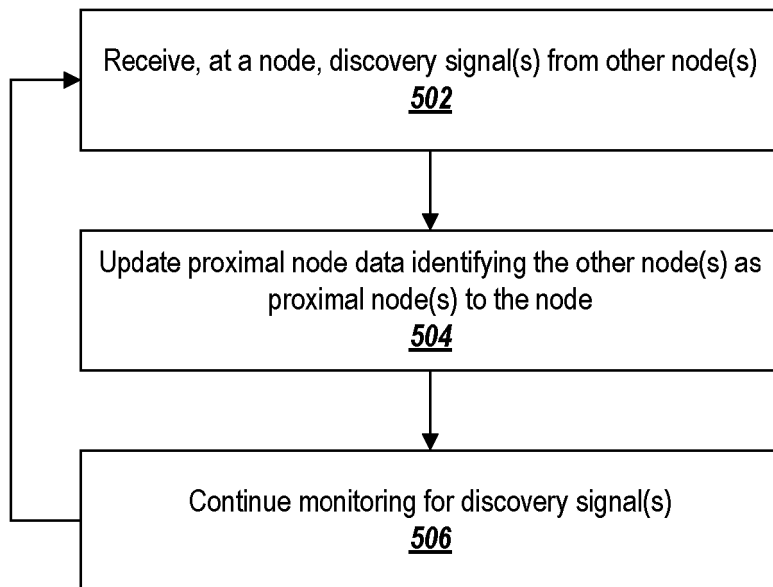 Receive, at a node, discovery signal(s) from other node(s)
502
Update proximal node data identifying the other node(s) as
proximal node(s) to the node
504
Continue monitoring for discovery signal(s)
506